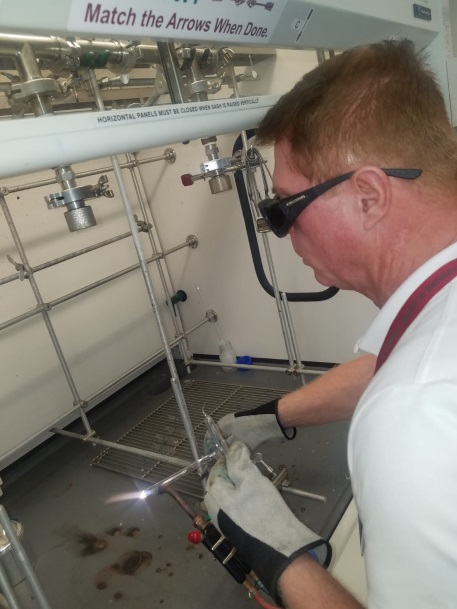 Match the Arrows When Done.
C
HORIZONTAL PANELS MUST BE CLOSED WHEN SASH IS RAISED VERTICALLY